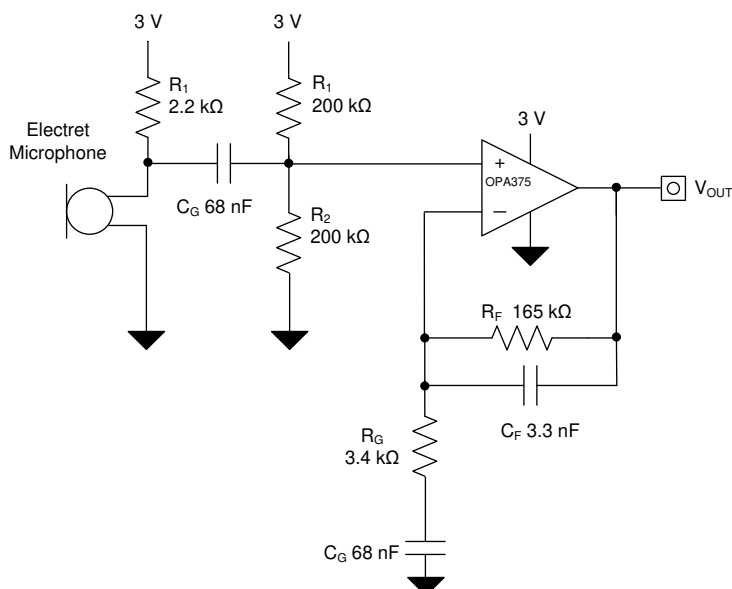 3 V
3 V
R1
2.2 kΩ
R1
200 kΩ
Electret
Microphone
3 V
+
OPA375
−
VOUT
CG 68 nF
R2
200 kΩ
RF 165 kΩ
CF 3.3 nF
RG
3.4 kΩ
CG 68 nF